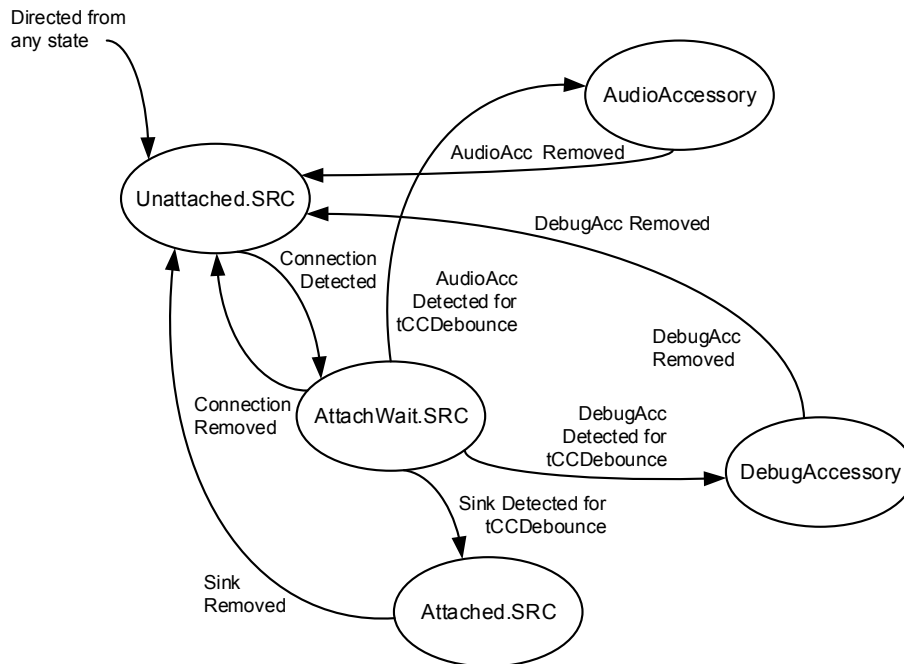 Directed from
any state
AudioAccessory
AudioAcc Removed
Unattached.SRC
DebugAcc Removed
Connection
Detected
AudioAcc
Detected for
tCCDebounce
DebugAcc
Removed
Connection
Removed
AttachWait.SRC
DebugAcc
Detected for
tCCDebounce
DebugAccessory
Sink Detected for
tCCDebounce
Sink
Removed
Attached.SRC